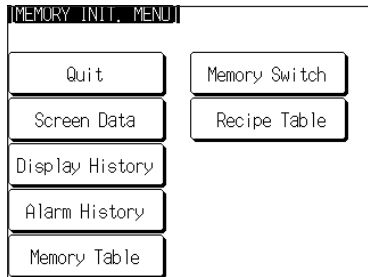 MEMORY INIT. MENU
Quit
Memory Switch
Screen Data
Recipe Table
Display History
Alarm History
Memory Table